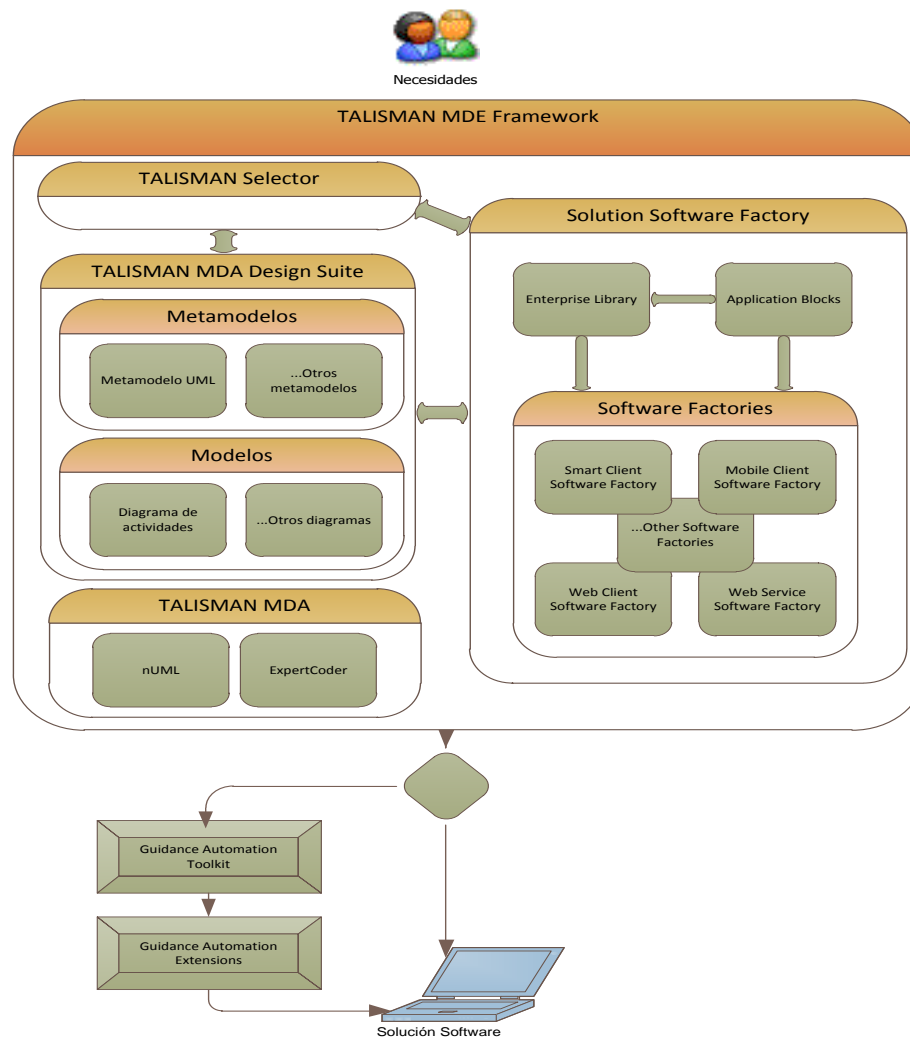 Necesidades
TALISMAN MDE Framework
TALISMAN Selector
TALISMAN MDA Design Suite
Metamodelos
Metamodelo UML
...Otros
metamodelos
Modelos
Diagrama de
actividades
...Otros diagramas
TALISMAN MDA
nUML
ExpertCoder
Solution Software Factory
Enterprise Library
Application Blocks
Software Factories
Smart Client
Software Factory
Mobile Client
Software Factory
...Other Software
Factories
Web Client
Software Factory
Web Service
Software Factory
Guidance Automation
Toolkit
Guidance Automation
Extensions
Solución Software